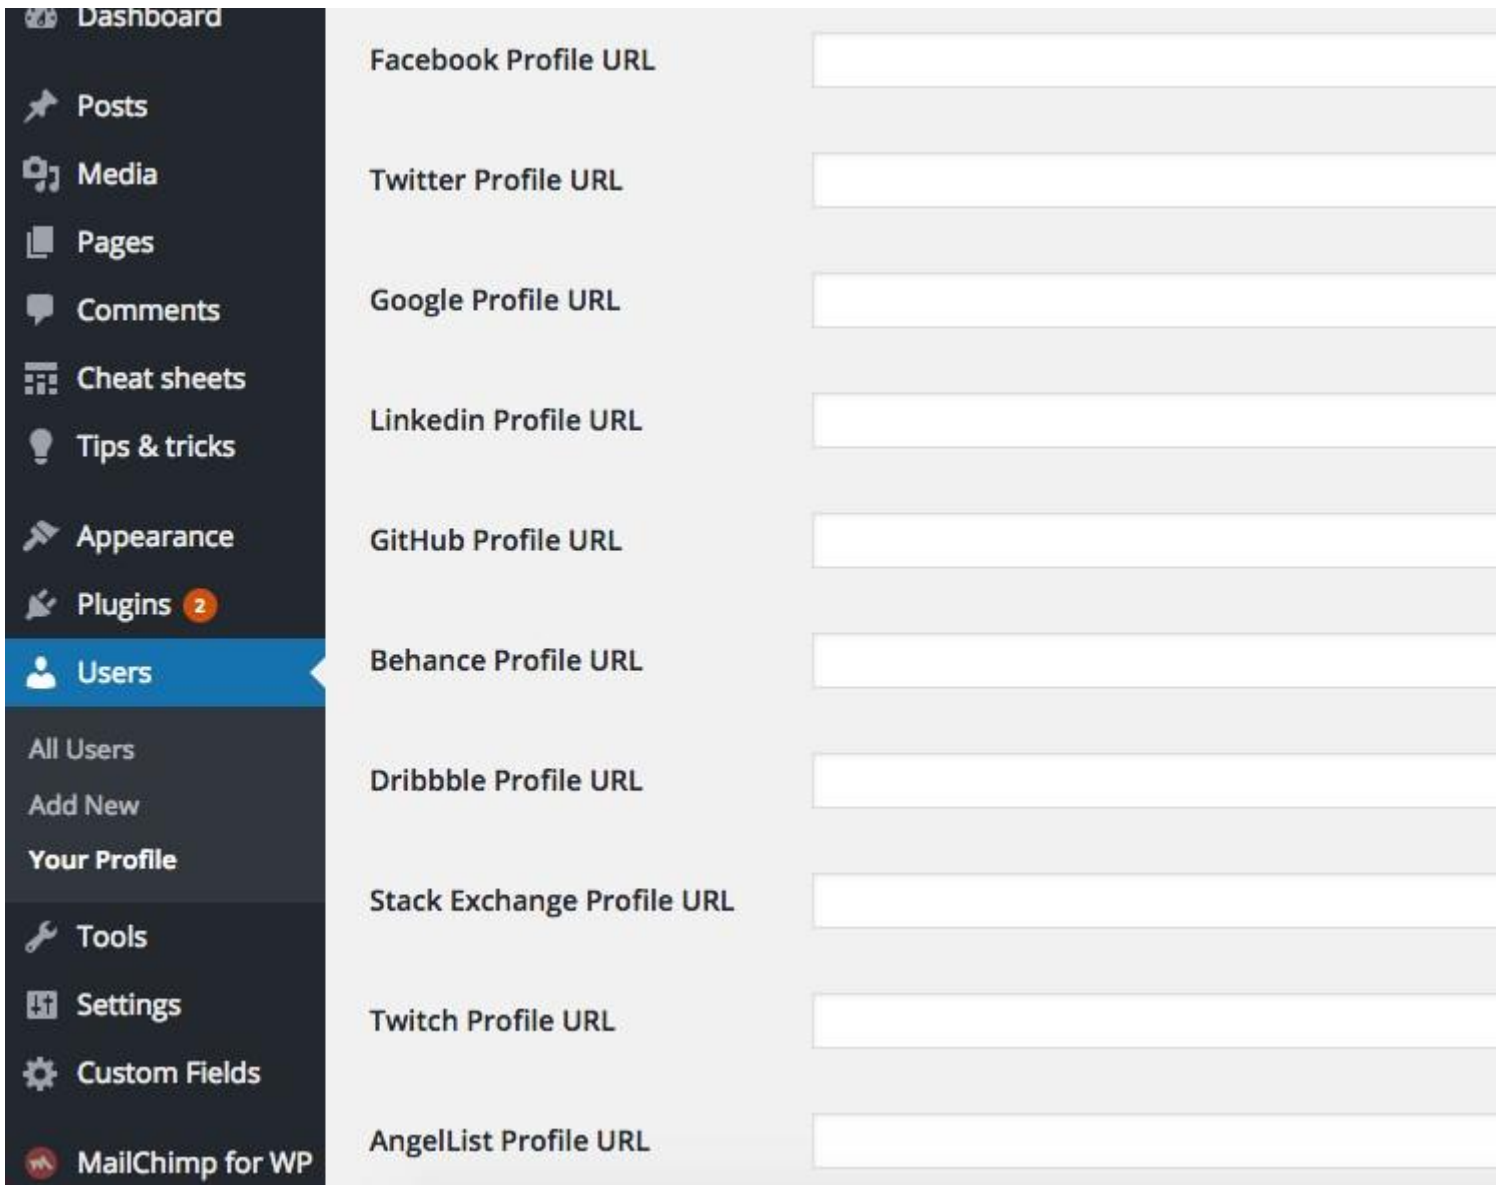 Dashboard
Posts
Media
Pages
Comments
Cheat sheets
Tips & tricks
Appearance
Plugins 2
Users
All Users
Add New
Your Profile
Tools
Settings
Custom Fields
MailChimp for WP
Facebook Profile URL
Twitter Profile URL
Google Profile URL
Linkedin Profile URL
GitHub Profile URL
Behance Profile URL
Dribbble Profile URL
Stack Exchange Profile URL
Twitch Profile URL
AngelList Profile URL